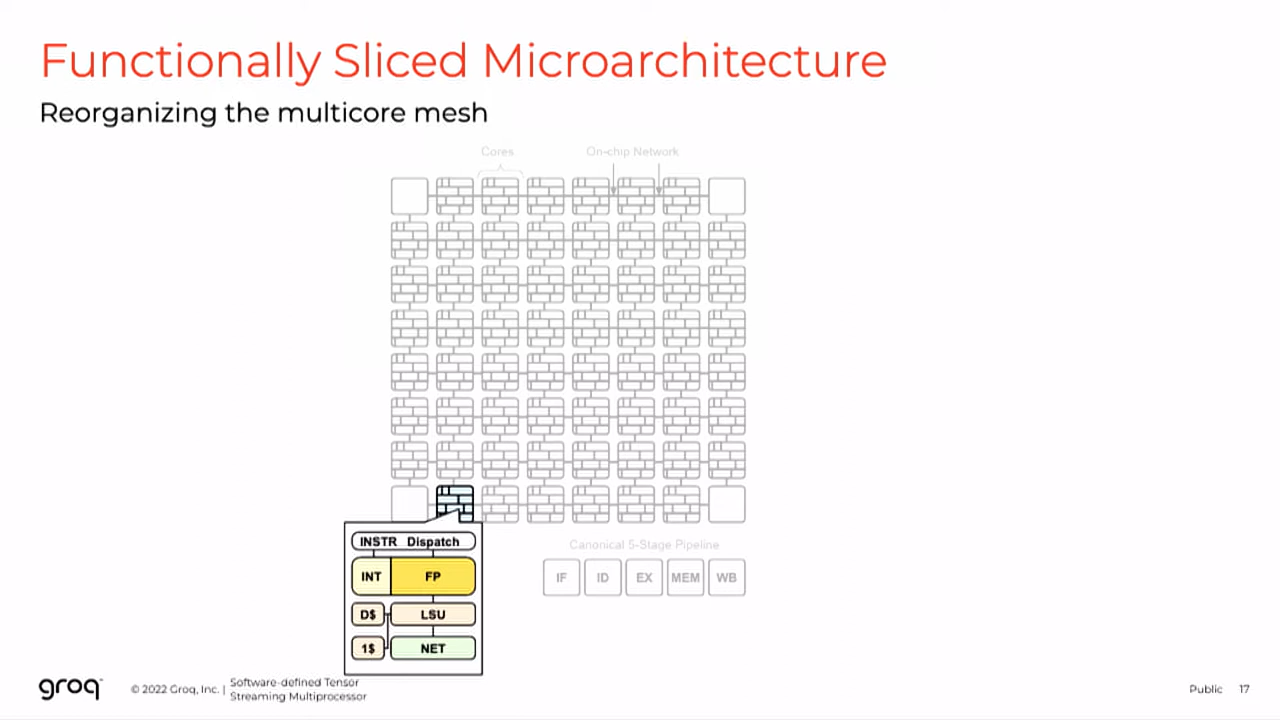 Functionally Sliced Microarchitecture
Reorganizing the multicore mesh
Cores
On-chip Network
INSTR Dispatch
INT
FP
D$
LSU
1$
NET
Canonical 5-Stage Pipeline
IF
ID
EX
MEM
WB
groq
© 2022 Groq, Inc. |
Software-defined Tensor
Streaming Multiprocessor
Public
17